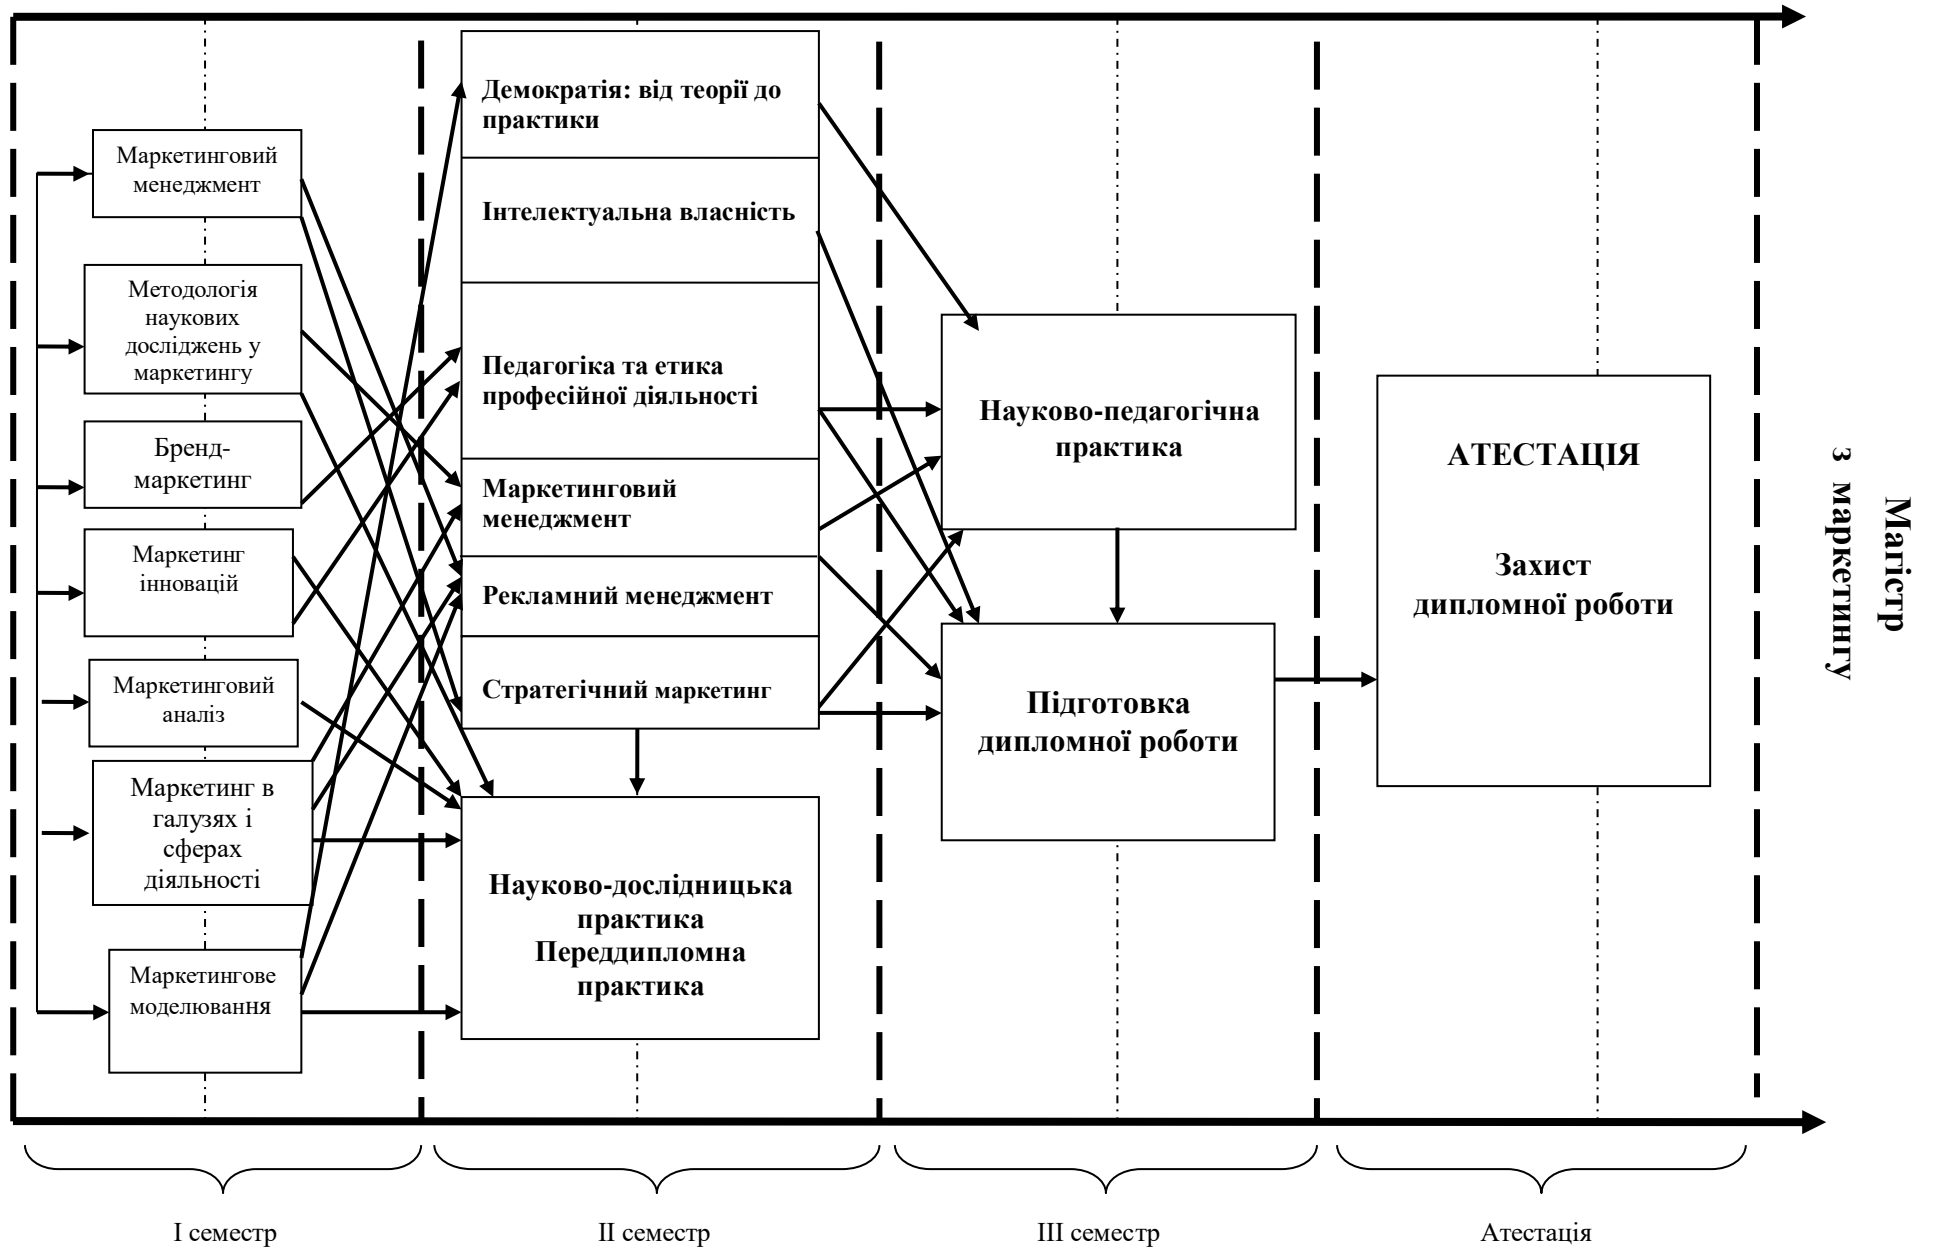 Маркетинговий
менеджмент
Методологія
наукових
досліджень у
маркетингу
Бренд-
маркетинг
Маркетинг
інновацій
Маркетинговий
аналіз
Маркетинг в
галузях і
сферах
діяльності
Маркетингове
моделювання
Демократія: від теорії до
практики
Інтелектуальна власність
Педагогіка та етика
професійної діяльності
Маркетинговий
менеджмент
Рекламний менеджмент
Стратегічний маркетинг
Науково-дослідницька
практика
Переддипломна
практика
Науково-педагогічна
практика
Підготовка
дипломної роботи
АТЕСТАЦІЯ
Захист
дипломної роботи
Магістр
з маркетингу
I семестр
II семестр
III семестр
Атестація